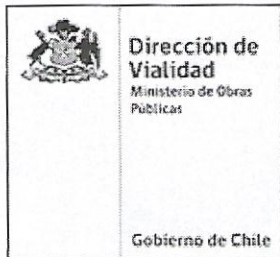 Dirección de
Vialidad
Ministerio de Obras
Públicas
Gobierno de Chile